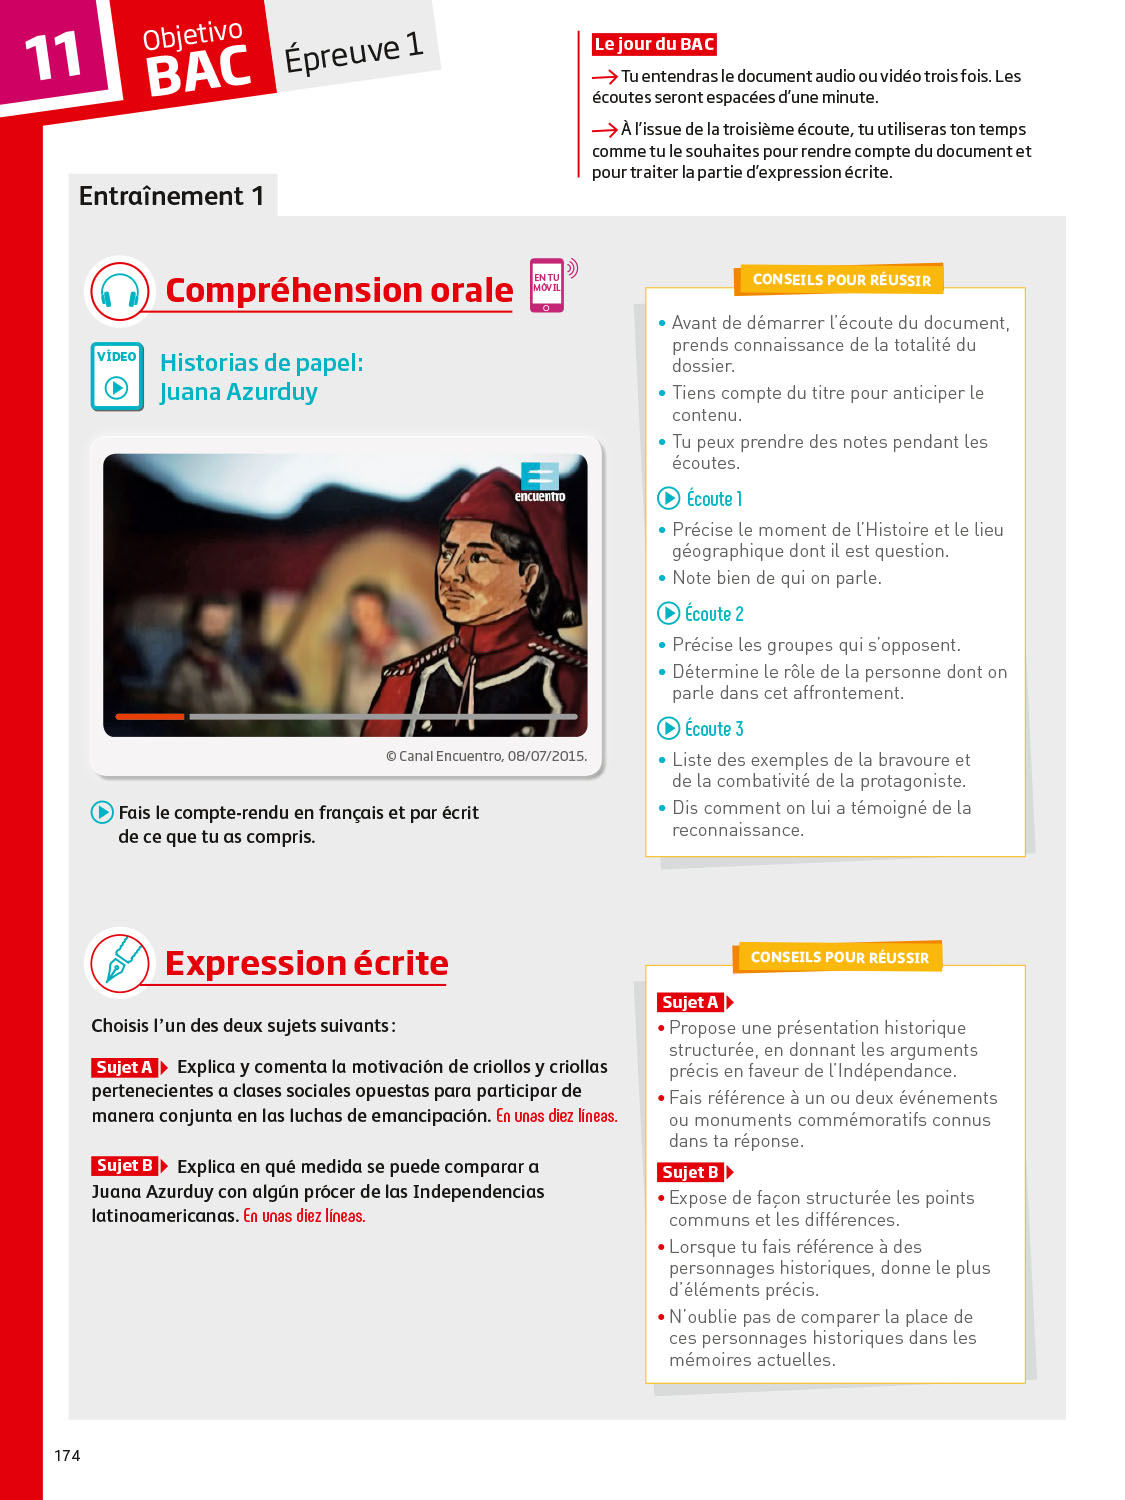 11
Objetivo
BAC
Épreuve 1
Le jour du BAC
Tu entendras le document audio ou vidéo trois fois. Les
écoutes seront espacées d’une minute.
À l’issue de la troisième écoute, tu utiliseras ton temps
comme tu le souhaites pour rendre compte du document et
pour traiter la partie d’expression écrite.
Entraînement 1
Compréhension orale
EN TU
MÓVIL
VÍDEO
Historias de papel:
Juana Azurduy
encuentro
© Canal Encuentro, 08/07/2015.
Fais le compte-rendu en français et par écrit
de ce que tu as compris.
CONSEILS POUR RÉUSSIR
• Avant de démarrer l’écoute du document,
prends connaissance de la totalité du
dossier.
• Tiens compte du titre pour anticiper le
contenu.
• Tu peux prendre des notes pendant les
écoutes.
Écoute 1
• Précise le moment de l’Histoire et le lieu
géographique dont il est question.
• Note bien de qui on parle.
Écoute 2
• Précise les groupes qui s’opposent.
• Détermine le rôle de la personne dont on
parle dans cet affrontement.
Écoute 3
• Liste des exemples de la bravoure et
de la combativité de la protagoniste.
• Dis comment on lui a témoigné de la
reconnaissance.
Expression écrite
Choisis l’un des deux sujets suivants :
Sujet A Explica y comenta la motivación de criollos y criollas
pertenecientes a clases sociales opuestas para participar de
manera conjunta en las luchas de emancipación. En unas diez líneas.
Sujet B Explica en qué medida se puede comparar a
Juana Azurduy con algún prócer de las Independencias
latinoamericanas. En unas diez líneas.
CONSEILS POUR RÉUSSIR
Sujet A
• Propose une présentation historique
structurée, en donnant les arguments
précis en faveur de l’Indépendance.
• Fais référence à un ou deux événements
ou monuments commémoratifs connus
dans ta réponse.
Sujet B
• Expose de façon structurée les points
communs et les différences.
• Lorsque tu fais référence à des
personnages historiques, donne le plus
d’éléments précis.
• N’oublie pas de comparer la place de
ces personnages historiques dans les
mémoires actuelles.
174